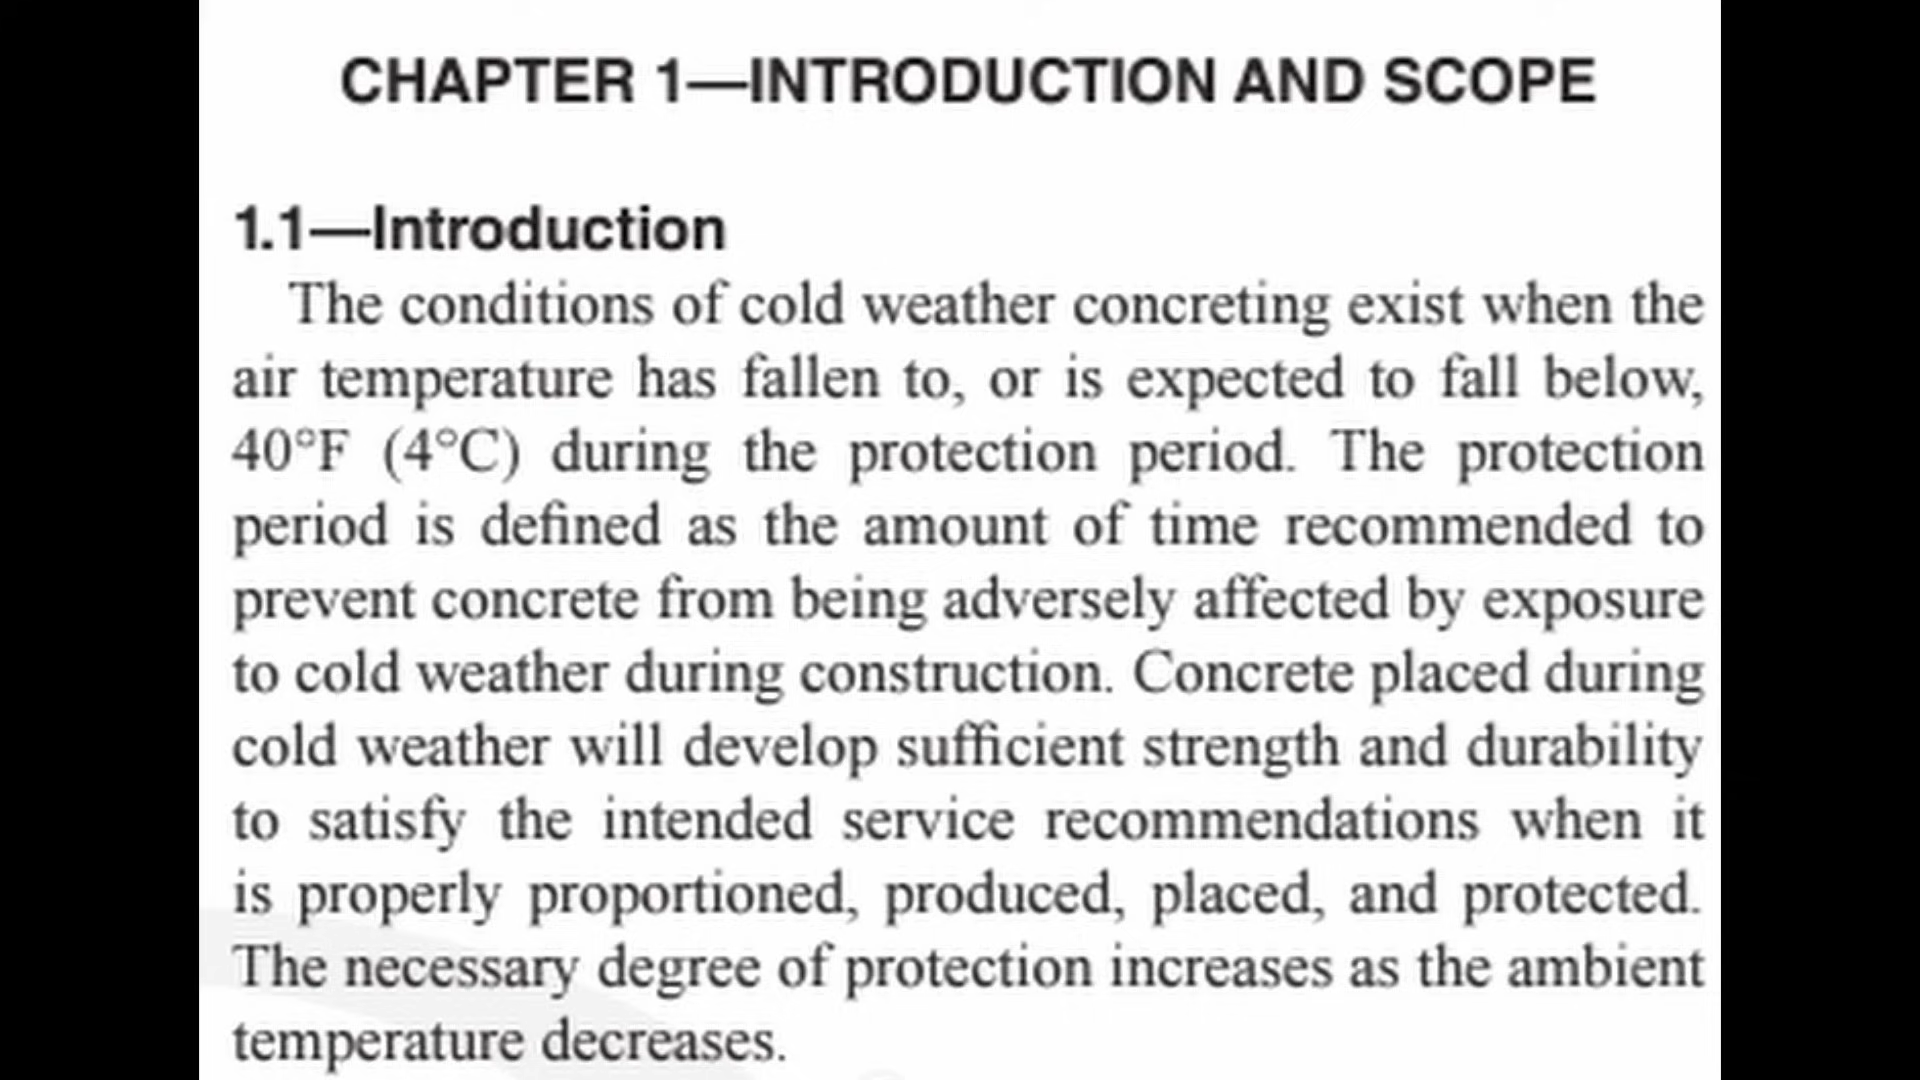 CHAPTER 1—INTRODUCTION AND SCOPE
1.1—Introduction
The conditions of cold weather concreting exist when the
air temperature has fallen to, or is expected to fall below,
40°F (4°C) during the protection period. The protection
period is defined as the amount of time recommended to
prevent concrete from being adversely affected by exposure
to cold weather during construction. Concrete placed during
cold weather will develop sufficient strength and durability
to satisfy the intended service recommendations when it
is properly proportioned, produced, placed, and protected.
The necessary degree of protection increases as the ambient
temperature decreases.